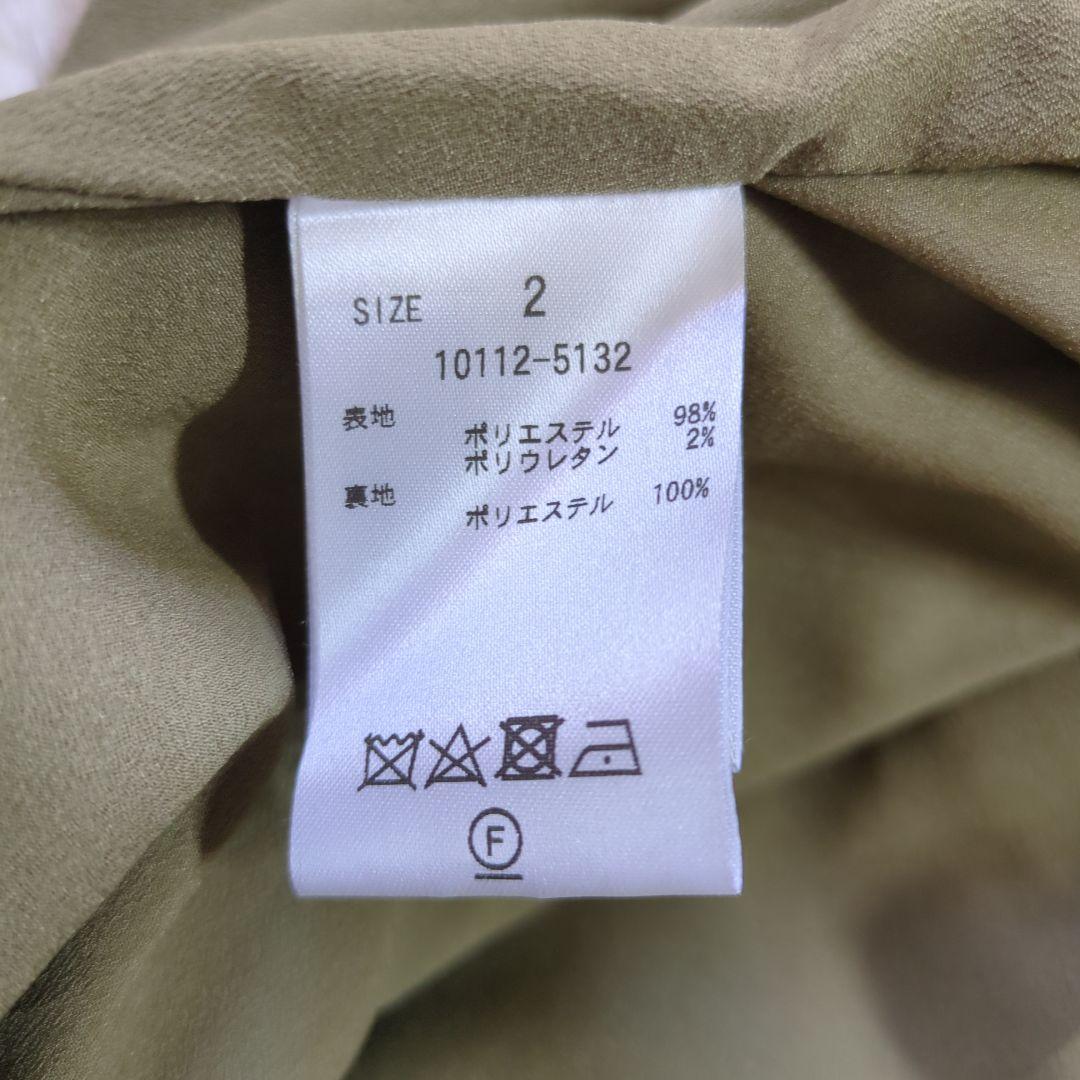 SIZE 2
10112-5132
表地 ポリエステル 98%
ポリウレタン 2%
裏地 ポリエステル 100%
F